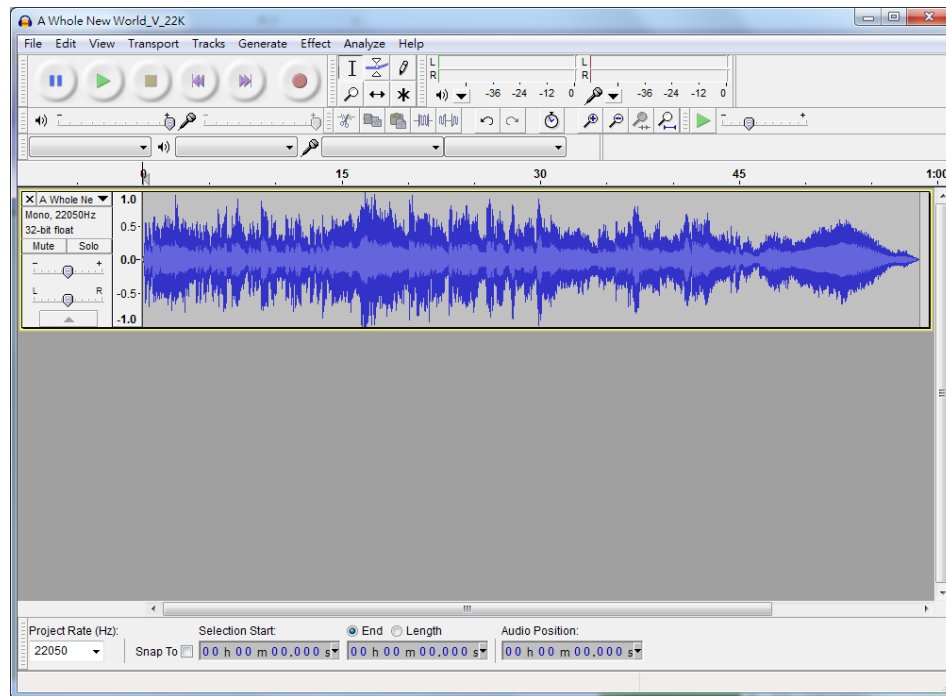 A Whole New World_V_22K
File Edit View Transport Tracks Generate Effect Analyze Help
L
R
-36 -24 -12 0
L
R
-36 -24 -12 0
0 15 30 45 1:00
A Whole Ne
Mono, 22050Hz
32-bit float
Mute Solo
- +
L R
1.0
0.5-
0.0-
-0.5-
-1.0
Project Rate (Hz): Selection Start: End Length Audio Position:
22050 Snap To 00 h 00 m 00.000 s 00 h 00 m 00.000 s 00 h 00 m 00.000 s